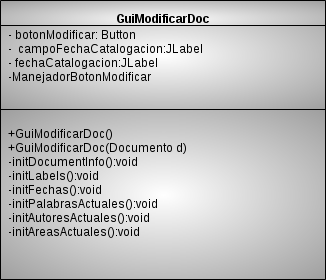 GuiModificarDoc
- botonModificar: Button
- campoFechaCatalogacion:JLabel
- fechaCatalogacion:JLabel
-ManejadorBotonModificar
+GuiModificarDoc()
+GuiModificarDoc(Documento d)
-initDocumentInfo():void
-initLabels():void
-initFechas():void
-initPalabrasActuales():void
-initAutoresActuales():void
-initAreasActuales():void